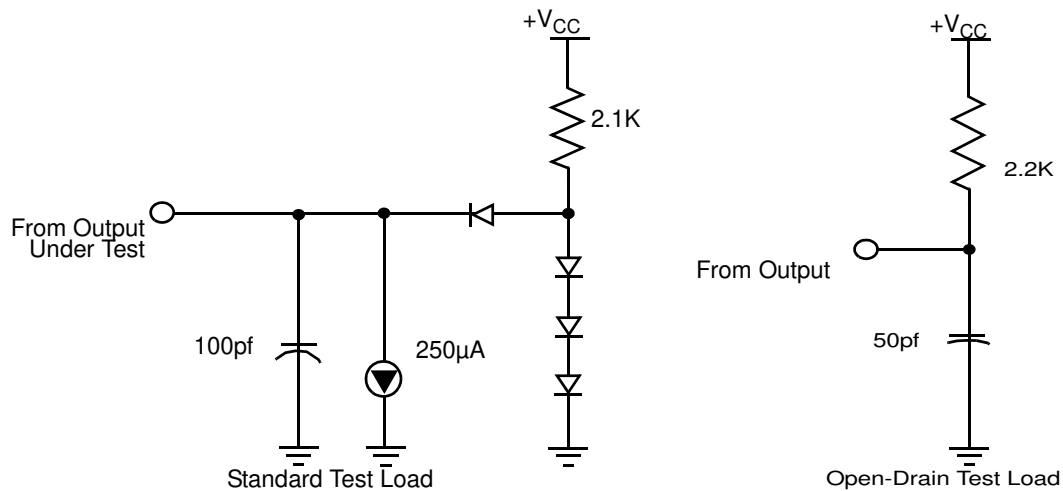 +VCC
2.1K
From Output
Under Test
100pf
250µA
Standard Test Load
+VCC
2.2K
From Output
50pf
Open-Drain Test Load